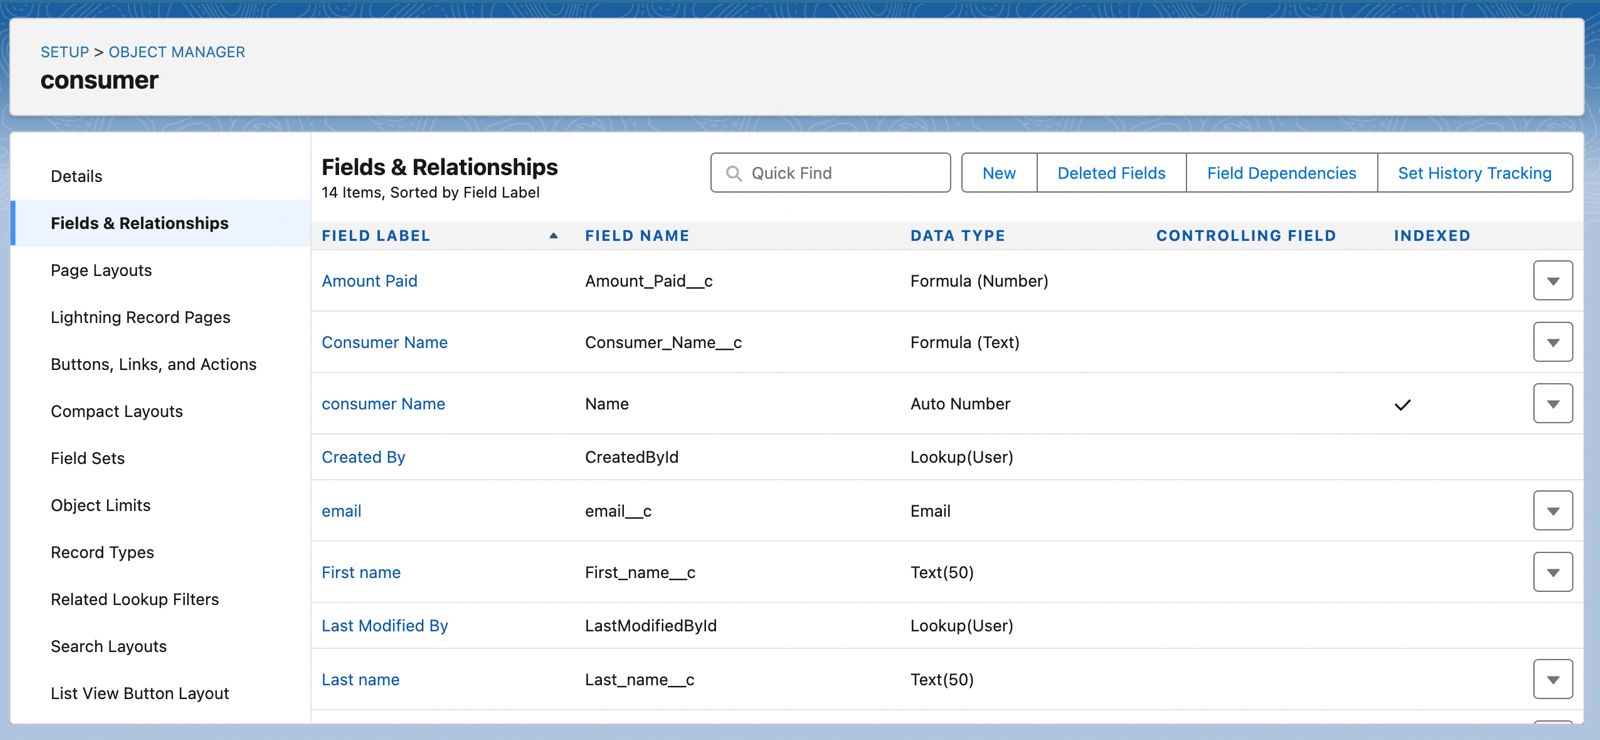 SETUP > OBJECT MANAGER
consumer
Details
Fields & Relationships
Page Layouts
Lightning Record Pages
Buttons, Links, and Actions
Compact Layouts
Field Sets
Object Limits
Record Types
Related Lookup Filters
Search Layouts
List View Button Layout
Fields & Relationships
14 Items, Sorted by Field Label
Quick Find
New Deleted Fields Field Dependencies Set History Tracking
FIELD LABEL FIELD NAME DATA TYPE CONTROLLING FIELD INDEXED
Amount Paid Amount_Paid__c Formula (Number)
Consumer Name Consumer_Name__c Formula (Text)
consumer Name Name Auto Number
Created By CreatedById Lookup(User)
email email__c Email
First name First_name__c Text(50)
Last Modified By LastModifiedById Lookup(User)
Last name Last_name__c Text(50)